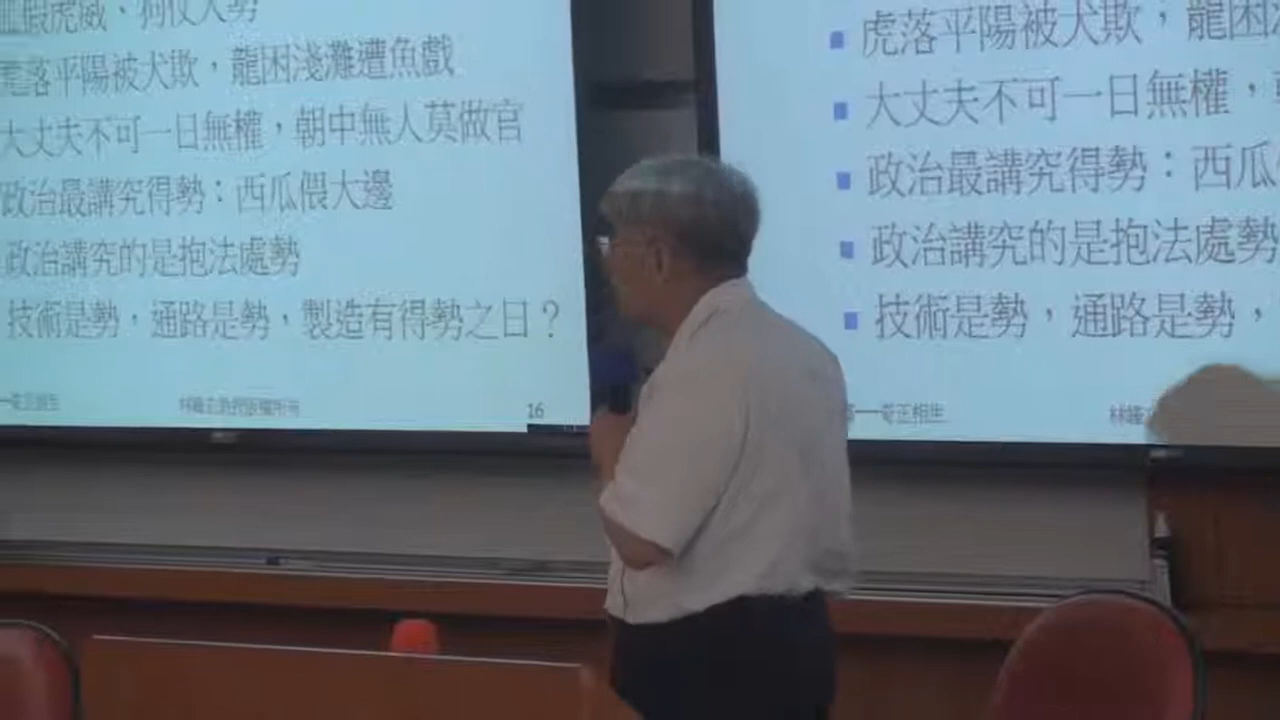 假虎威、狗仗人勢
虎落平陽被犬欺，龍困淺灘遭魚戲
大丈夫不可一日無權，朝中無人莫做官
政治最講究得勢：西瓜偎大邊
政治講究的是抱法處勢
技術是勢，通路是勢，製造有得勢之日？
16
虎落平陽被犬欺，龍困
大丈夫不可一日無權，
政治最講究得勢：西瓜
政治講究的是抱法處勢
技術是勢，通路是勢，